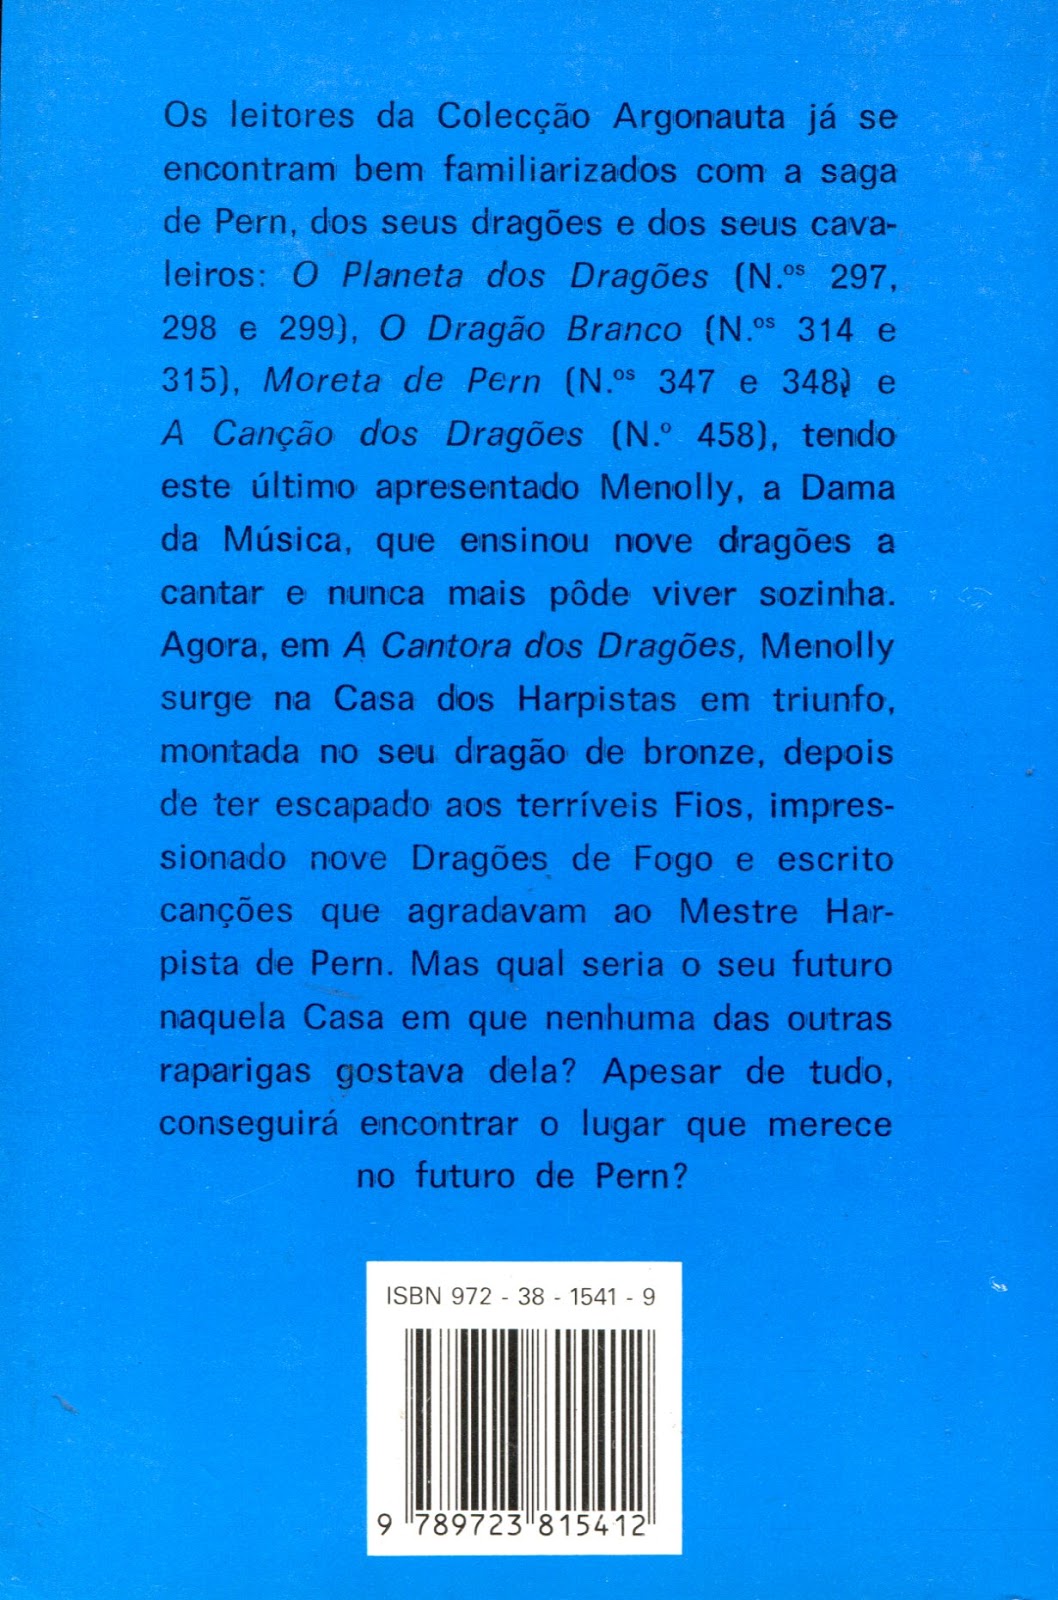 Os leitores da Colecção Argonauta já se
encontram bem familiarizados com a saga
de Pern, dos seus dragões e dos seus cava-
leiros: O Planeta dos Dragões (N.ºs 297,
298 e 299), O Dragão Branco (N.ºs 314 e
315), Moreta de Pern (N.ºs 347 e 348) e
A Canção dos Dragões (N.º 458), tendo
este último apresentado Menolly, a Dama
da Música, que ensinou nove dragões a
cantar e nunca mais pôde viver sozinha.
Agora, em A Cantora dos Dragões, Menolly
surge na Casa dos Harpistas em triunfo,
montada no seu dragão de bronze, depois
de ter escapado aos terríveis Fios, impres-
sionado nove Dragões de Fogo e escrito
canções que agradavam ao Mestre Har-
pista de Pern. Mas qual seria o seu futuro
naquela Casa em que nenhuma das outras
raparigas gostava dela? Apesar de tudo,
conseguirá encontrar o lugar que merece
no futuro de Pern?
ISBN 972 - 38 - 1541 - 9
9 789723 815412